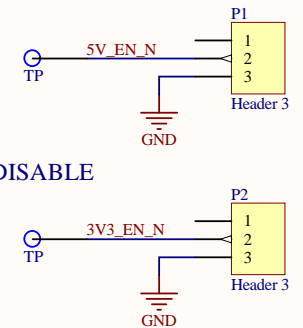 P1
1
5V_EN_N
2
3
TP
Header 3
GND
DISABLE
P2
1
3V3_EN_N
2
3
TP
Header 3
GND